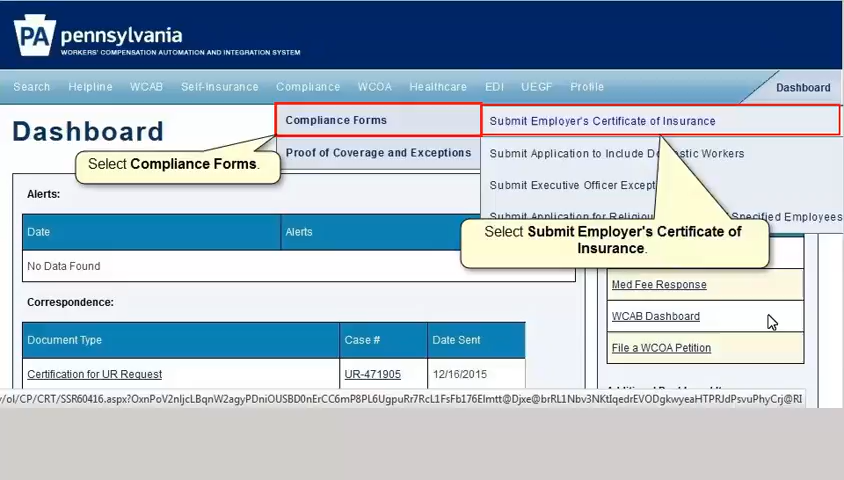 PA pennsylvania
WORKERS' COMPENSATION AUTOMATION AND INTEGRATION SYSTEM
Search Helpline WCAB Self-Insurance Compliance WCOA Healthcare EDI UEGF Profile Dashboard
Dashboard
Compliance Forms
Submit Employer's Certificate of Insurance
Select Compliance Forms.
Proof of Coverage and Exceptions
Submit Application to Include Do stic Workers
Submit Executive Officer Except
Submit Application for Religiou Specified Employees
Select Submit Employer's Certificate of
Insurance.
Alerts:
Date Alerts
No Data Found
Med Fee Response
Correspondence:
WCAB Dashboard
Document Type Case # Date Sent
File a WCOA Petition
Certification for UR Request UR-471905 12/16/2015